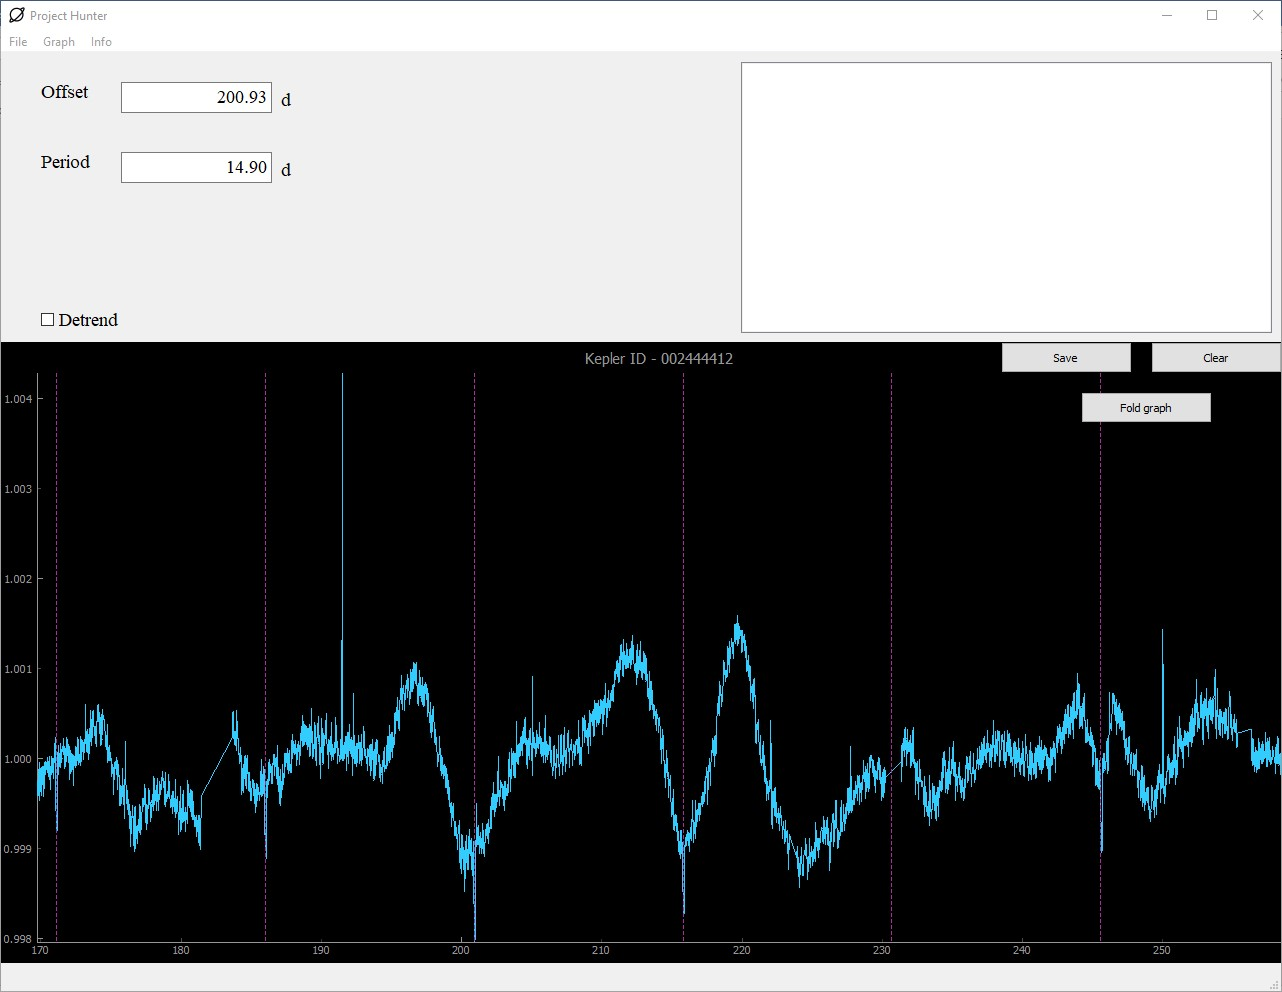 Project Hunter
File Graph Info
Offset 200.93 d
Period 14.90 d
Detrend
Kepler ID - 002444412
Save
Clear
Fold graph
1.004
1.003
1.002
1.001
1.000
0.999
0.998
170 180 190 200 210 220 230 240 250